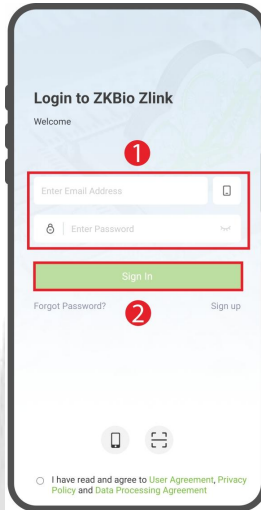 Login to ZKBio Zlink
Welcome
1
Enter Email Address
Enter Password
Sign In
Forgot Password?
2
Sign up
I have read and agree to User Agreement, Privacy
Policy and Data Processing Agreement